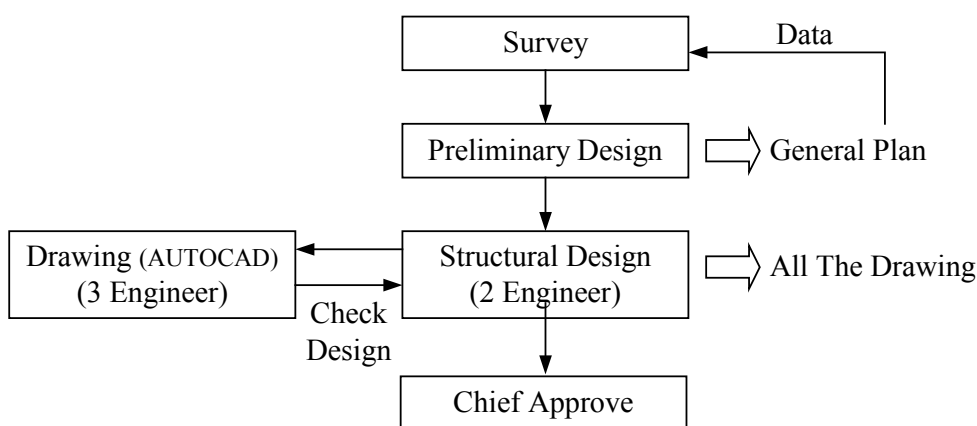 Survey
Data
Preliminary Design
General Plan
Drawing (AUTOCAD)
(3 Engineer)
Check
Design
Structural Design
(2 Engineer)
All The Drawing
Chief Approve